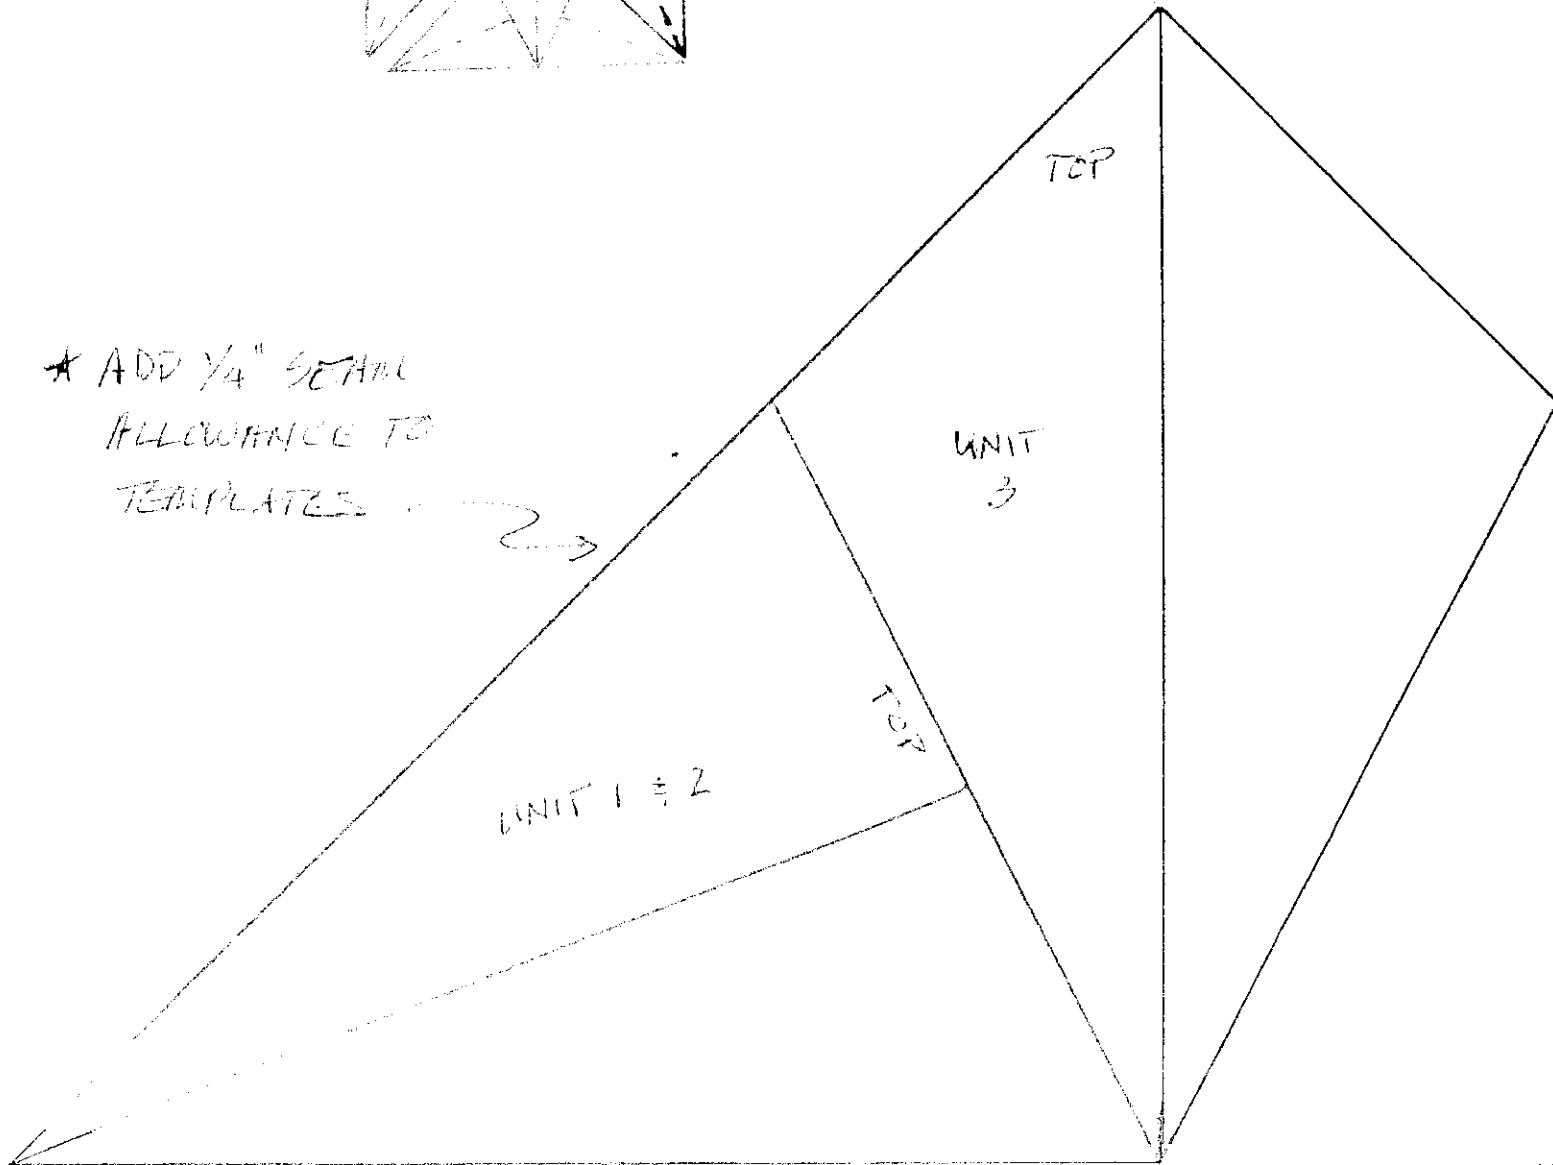 TOP
★ ADD 1/4" SEAM
ALLOWANCE TO
TEMPLATES
UNIT
3
TOP
UNIT 1 & 2